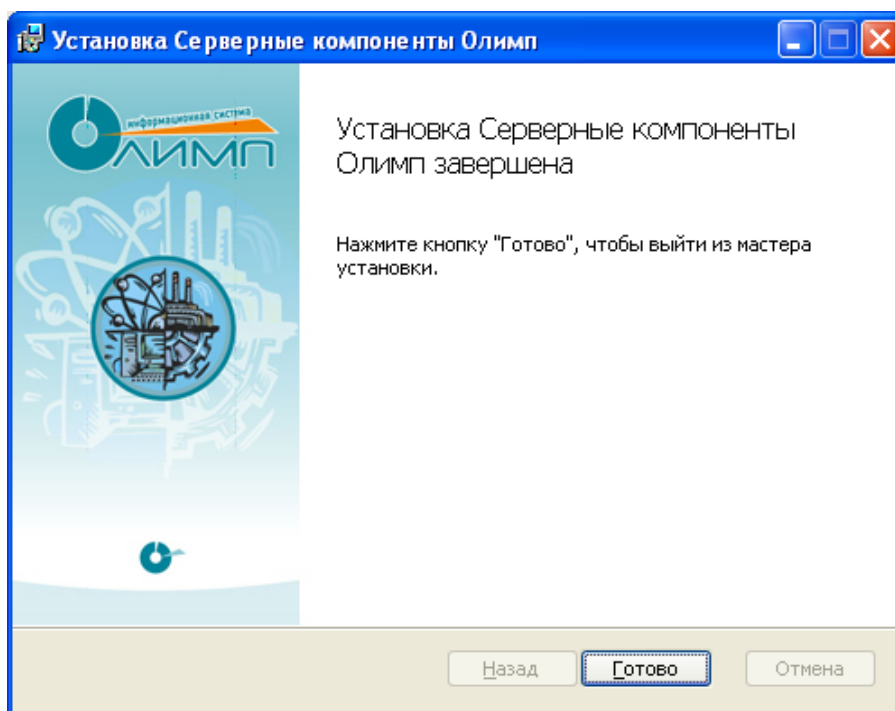 Установка Серверные компоненты Олимп
информационная система
Олимп
Установка Серверные компоненты
Олимп завершена
Нажмите кнопку "Готово", чтобы выйти из мастера
установки.
Назад
Готово
Отмена